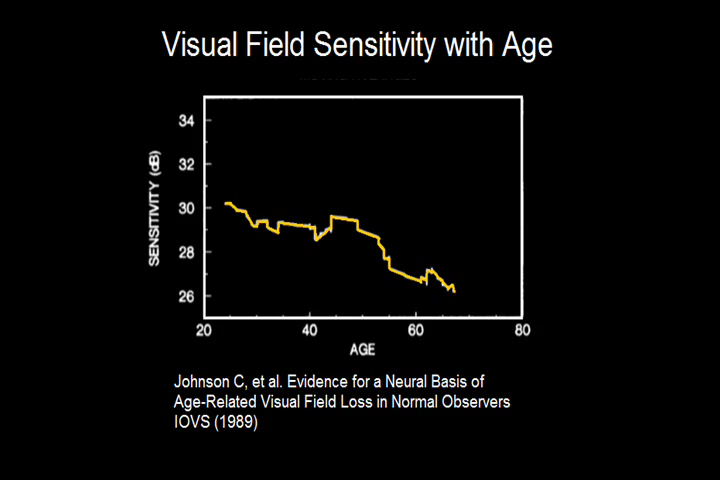 Visual Field Sensitivity with Age
34
32
30
28
26
SENSITIVITY (dB)
20 40 60 80
AGE
Johnson C, et al. Evidence for a Neural Basis of
Age-Related Visual Field Loss in Normal Observers
IOVS (1989)